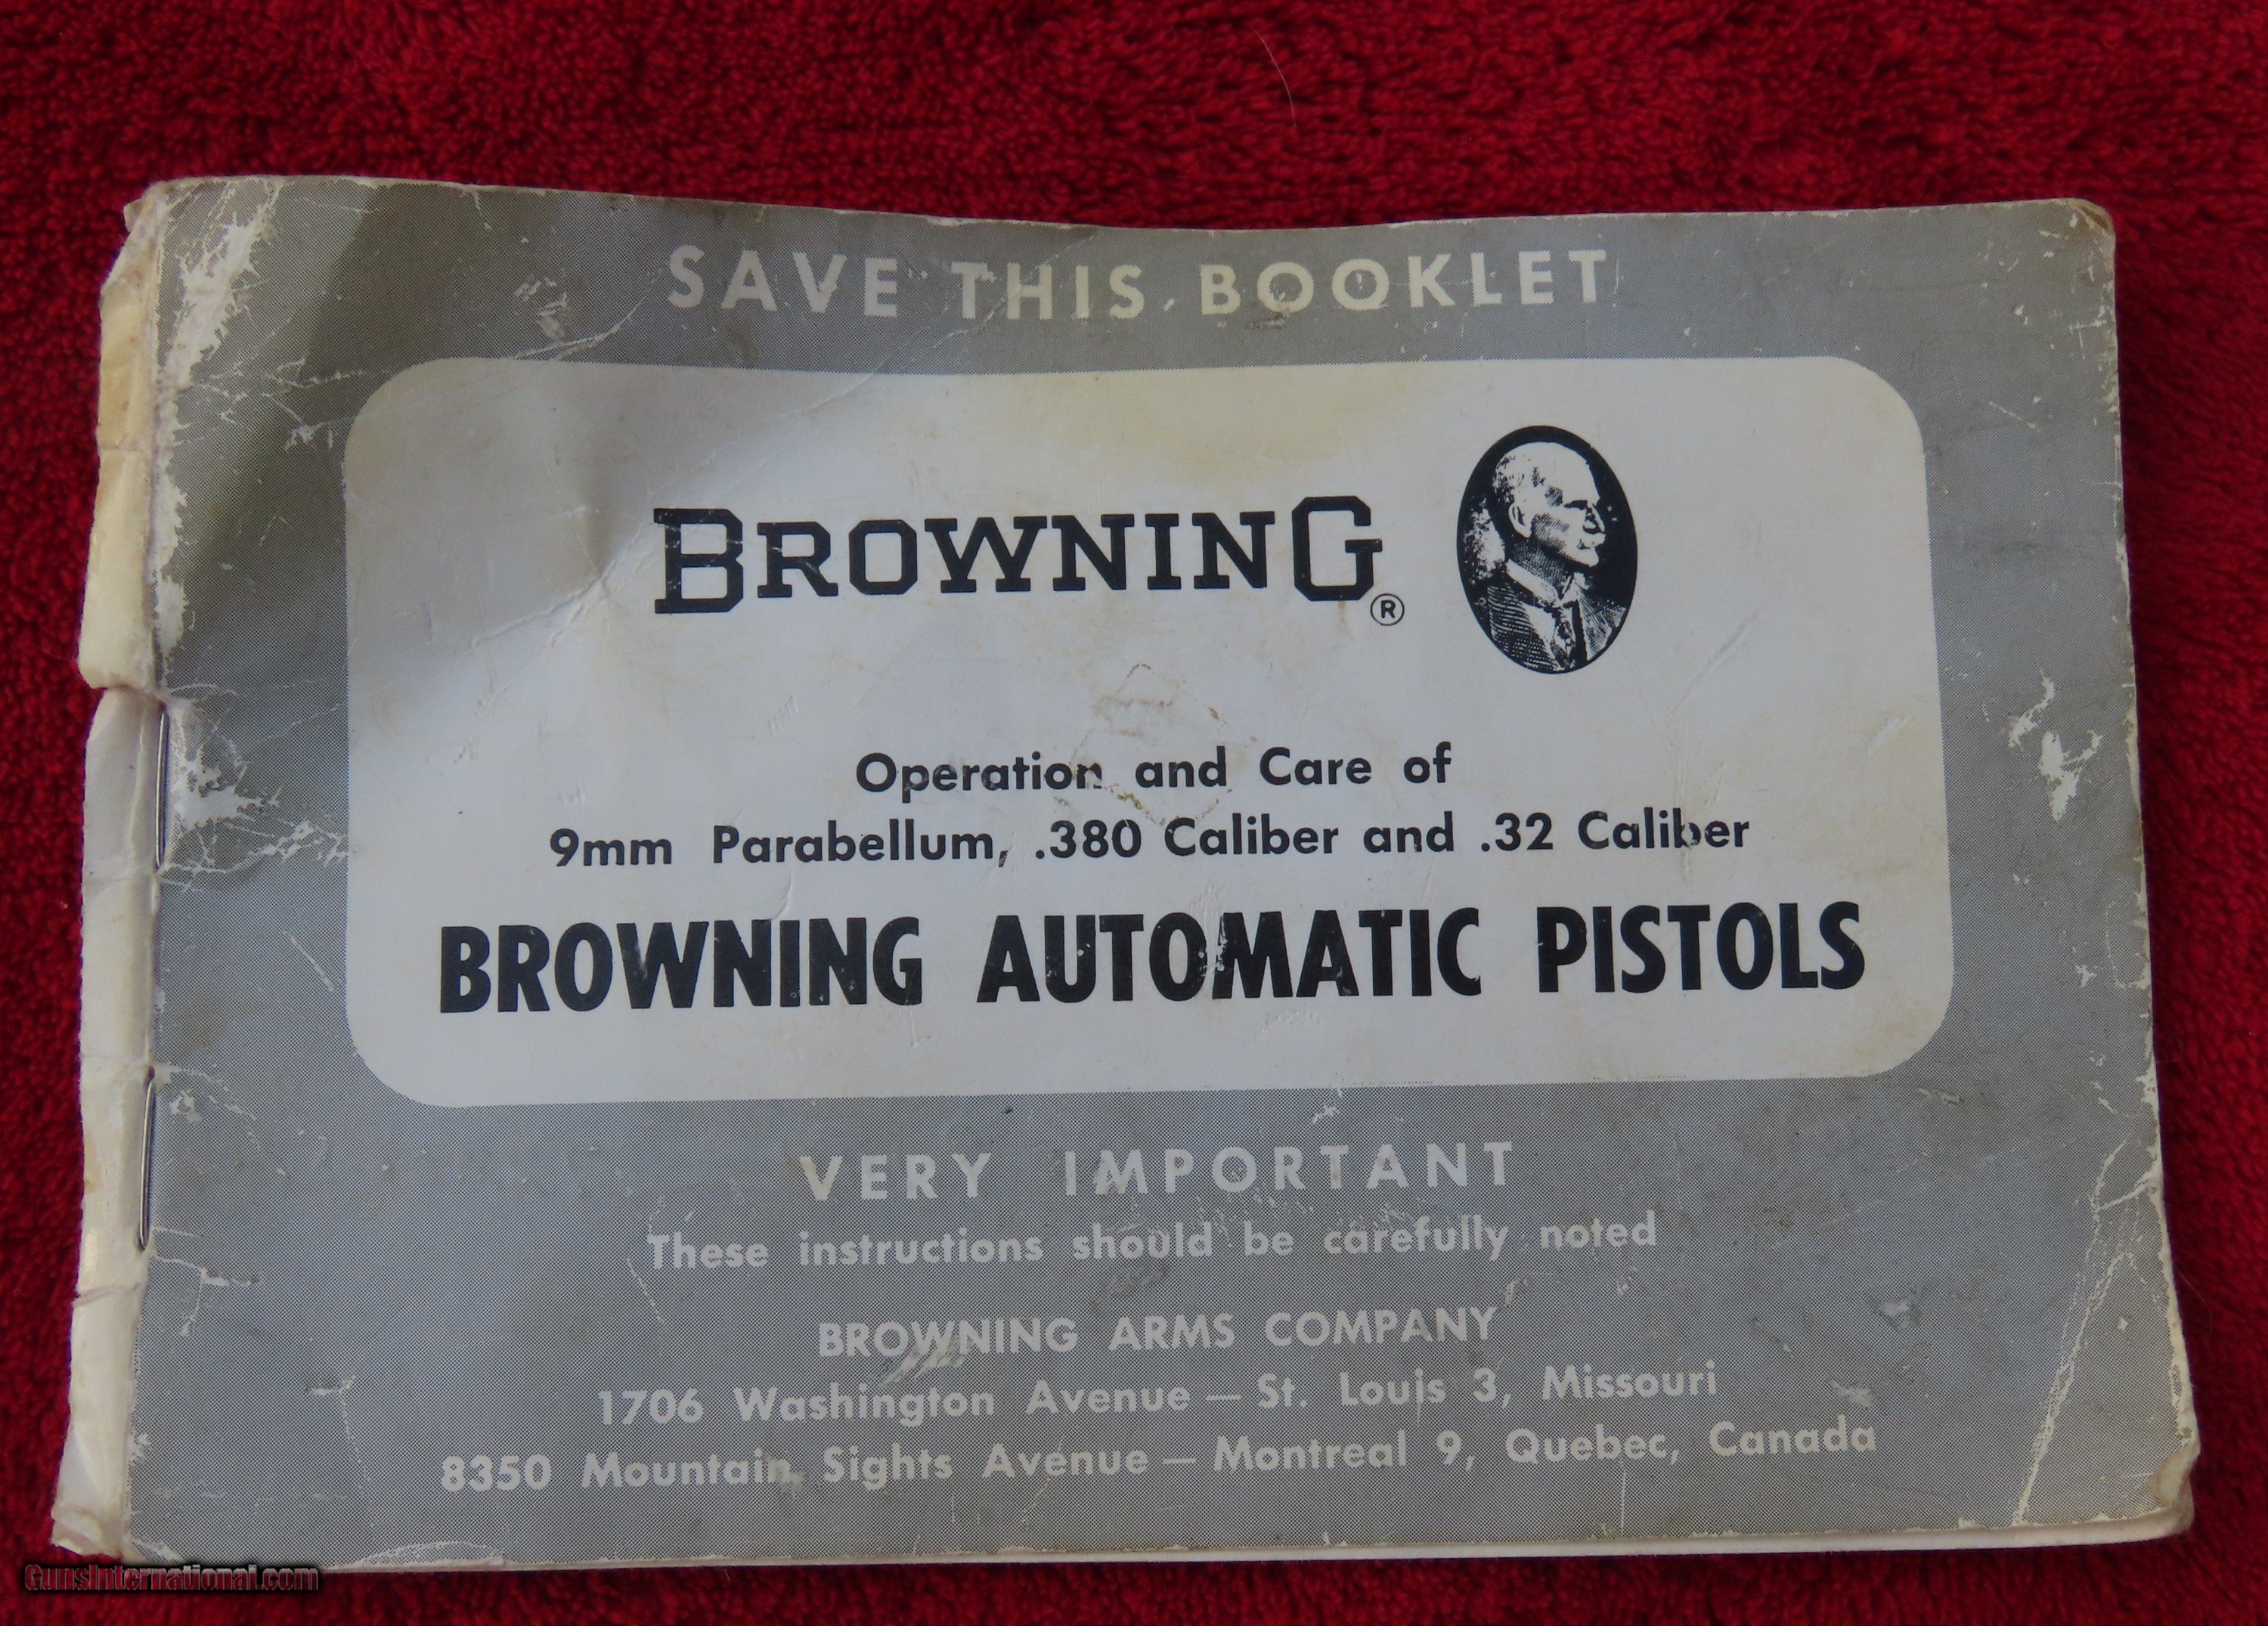 SAVE THIS BOOKLET
BROWNING®
Operation and Care of
9mm Parabellum, .380 Caliber and .32 Caliber
BROWNING AUTOMATIC PISTOLS
VERY IMPORTANT
These instructions should be carefully noted
BROWNING ARMS COMPANY
1706 Washington Avenue — St. Louis 3, Missouri
8350 Mountain Sights Avenue — Montreal 9, Quebec, Canada
GunsInternational.com